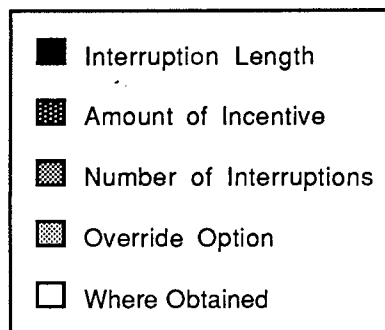 Interruption Length
Amount of Incentive
Number of Interruptions
Override Option
Where Obtained